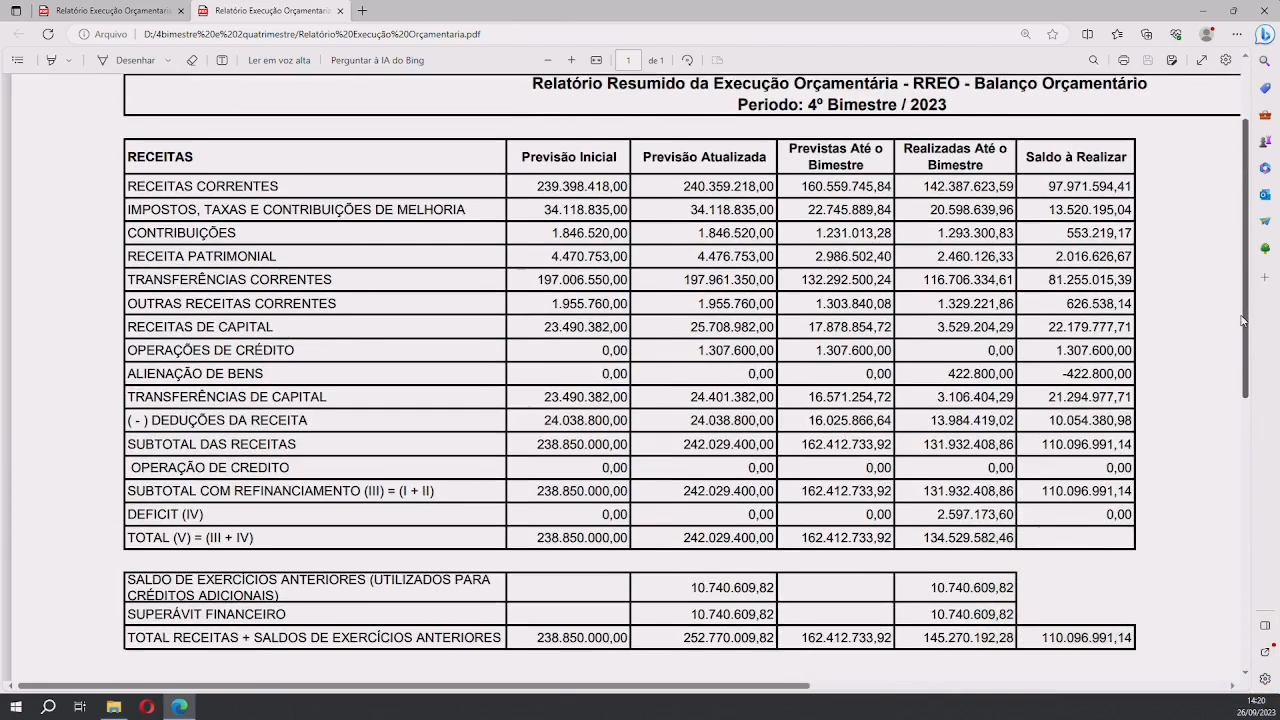 Relatório Execução Orçamentaria
Relatório Execução Orçamentaria.
Arquivo D:/4bimestre%20e%202quatrimestre/Relatório%20Execução%20Orçamentaria.pdf
Desenhar Ler em voz alta Perguntar à IA do Bing 1 de 1
Relatório Resumido da Execução Orçamentária - RREO - Balanço Orçamentário
Periodo: 4º Bimestre / 2023
RECEITAS Previsão Inicial Previsão Atualizada Previstas Até o Bimestre Realizadas Até o Bimestre Saldo à Realizar
RECEITAS CORRENTES 239.398.418,00 240.359.218,00 160.559.745,84 142.387.623,59 97.971.594,41
IMPOSTOS, TAXAS E CONTRIBUIÇÕES DE MELHORIA 34.118.835,00 34.118.835,00 22.745.889,84 20.598.639,96 13.520.195,04
CONTRIBUIÇÕES 1.846.520,00 1.846.520,00 1.231.013,28 1.293.300,83 553.219,17
RECEITA PATRIMONIAL 4.470.753,00 4.476.753,00 2.986.502,40 2.460.126,33 2.016.626,67
TRANSFERÊNCIAS CORRENTES 197.006.550,00 197.961.350,00 132.292.500,24 116.706.334,61 81.255.015,39
OUTRAS RECEITAS CORRENTES 1.955.760,00 1.955.760,00 1.303.840,08 1.329.221,86 626.538,14
RECEITAS DE CAPITAL 23.490.382,00 25.708.982,00 17.878.854,72 3.529.204,29 22.179.777,71
OPERAÇÕES DE CRÉDITO 0,00 1.307.600,00 1.307.600,00 0,00 1.307.600,00
ALIENAÇÃO DE BENS 0,00 0,00 0,00 422.800,00 -422.800,00
TRANSFERÊNCIAS DE CAPITAL 23.490.382,00 24.401.382,00 16.571.254,72 3.106.404,29 21.294.977,71
( - ) DEDUÇÕES DA RECEITA 24.038.800,00 24.038.800,00 16.025.866,64 13.984.419,02 10.054.380,98
SUBTOTAL DAS RECEITAS 238.850.000,00 242.029.400,00 162.412.733,92 131.932.408,86 110.096.991,14
OPERAÇÃO DE CREDITO 0,00 0,00 0,00 0,00 0,00
SUBTOTAL COM REFINANCIAMENTO (III) = (I + II) 238.850.000,00 242.029.400,00 162.412.733,92 131.932.408,86 110.096.991,14
DEFICIT (IV) 0,00 0,00 0,00 2.597.173,60 0,00
TOTAL (V) = (III + IV) 238.850.000,00 242.029.400,00 162.412.733,92 134.529.582,46
SALDO DE EXERCÍCIOS ANTERIORES (UTILIZADOS PARA
CRÉDITOS ADICIONAIS) 10.740.609,82 10.740.609,82
SUPERÁVIT FINANCEIRO 10.740.609,82 10.740.609,82
TOTAL RECEITAS + SALDOS DE EXERCÍCIOS ANTERIORES 238.850.000,00 252.770.009,82 162.412.733,92 145.270.192,28 110.096.991,14
14:20
26/09/2023